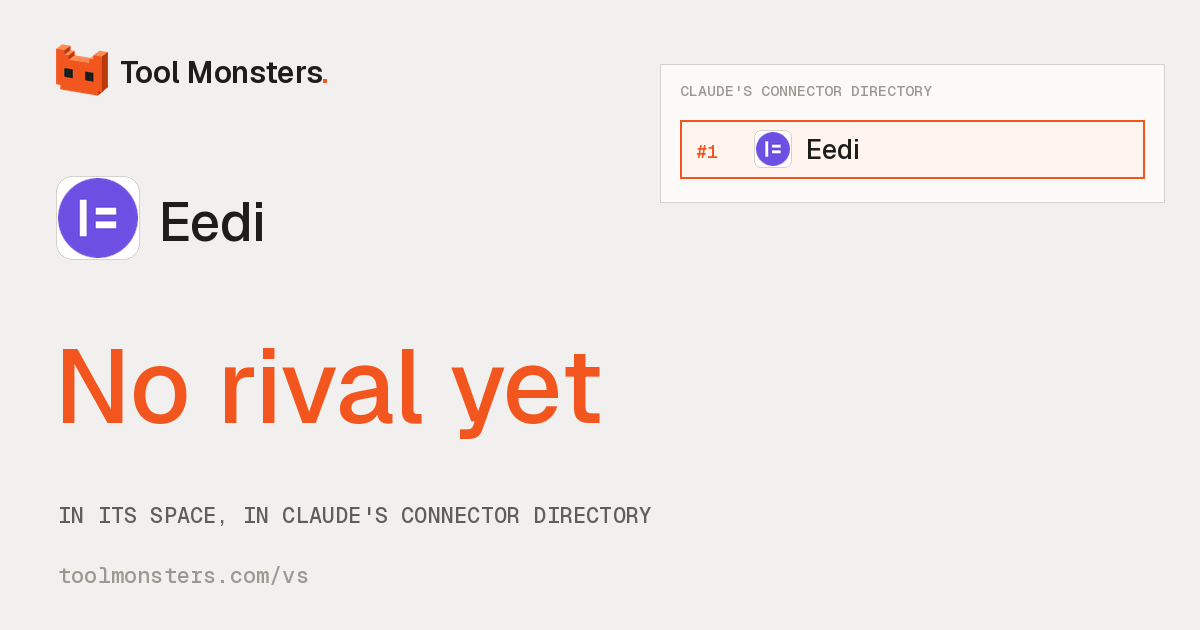 Tool Monsters.
CLAUDE'S CONNECTOR DIRECTORY
#1 Eedi
Eedi
No rival yet
IN ITS SPACE, IN CLAUDE'S CONNECTOR DIRECTORY
toolmonsters.com/vs